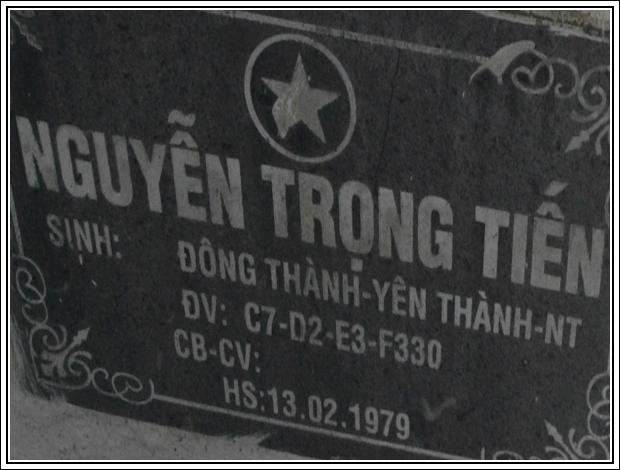 NGUYỄN TRỌNG TIẾN
SỊNH:
ĐÔNG THÀNH-YÊN THÀNH-NT
ĐV: C7-D2-E3-F330
CB-CV:
HS:13.02.1979